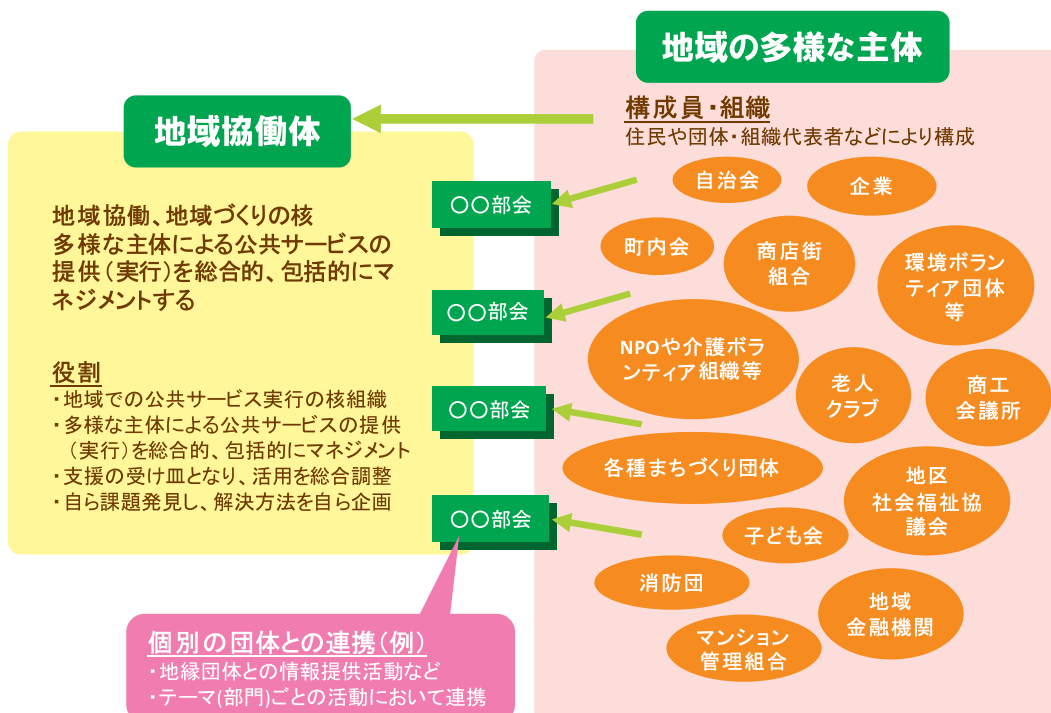 地域の多様な主体
構成員・組織
住民や団体・組織代表者などにより構成
地域協働体
地域協働、地域づくりの核
多様な主体による公共サービスの
提供（実行）を総合的、包括的にマ
ネジメントする
役割
・地域での公共サービス実行の核組織
・多様な主体による公共サービスの提供
（実行）を総合的、包括的にマネジメント
・支援の受け皿となり、活用を総合調整
・自ら課題発見し、解決方法を自ら企画
〇〇部会
〇〇部会
〇〇部会
〇〇部会
個別の団体との連携（例）
・地縁団体との情報提供活動など
・テーマ(部門)ごとの活動において連携
自治会
企業
町内会
商店街
組合
環境ボラン
ティア団体
等
NPOや介護ボラ
ンティア組織等
老人
クラブ
商工
会議所
各種まちづくり団体
地区
社会福祉協
議会
子ども会
消防団
地域
金融機関
マンション
管理組合